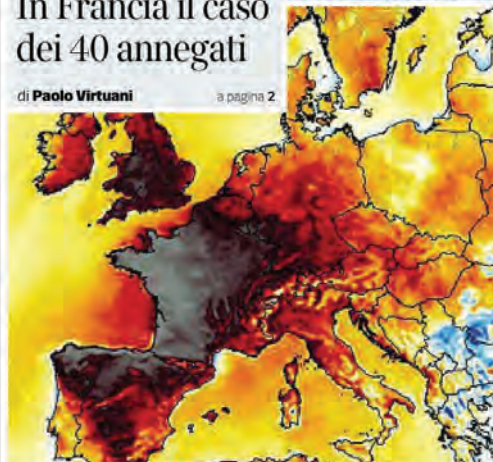 In Francia il caso
dei 40 annegati
di Paolo Virtuani
a pagina 2